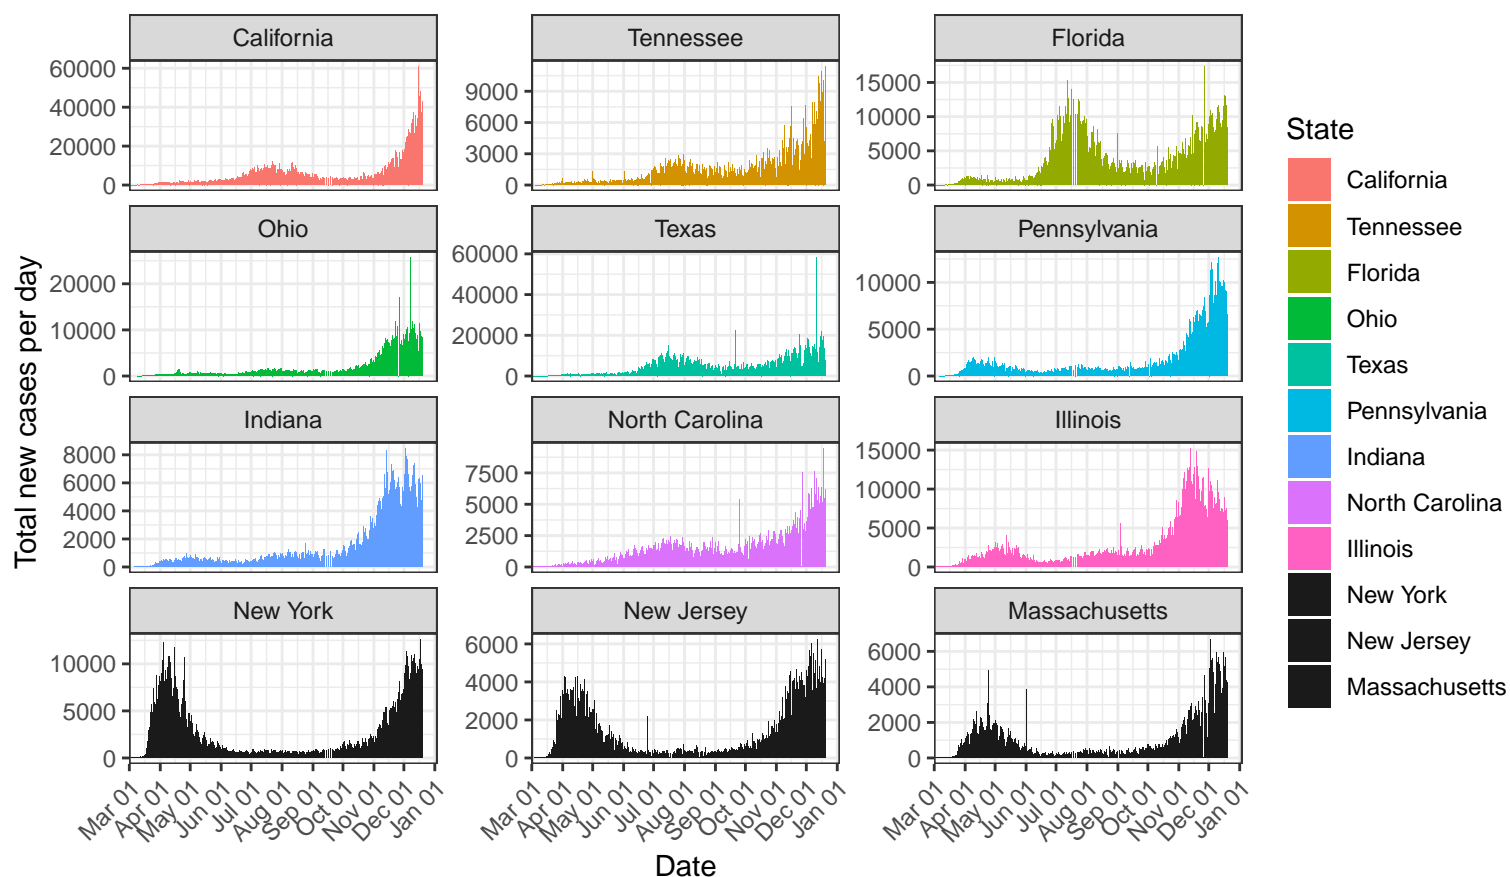 California
Tennessee
Florida
60000
40000
20000
0
9000
6000
3000
0
15000
10000
5000
0
Ohio
Texas
Pennsylvania
20000
10000
0
60000
40000
20000
0
10000
5000
0
Indiana
North Carolina
Illinois
8000
6000
4000
2000
0
7500
5000
2500
0
15000
10000
5000
0
New York
New Jersey
Massachusetts
10000
5000
0
6000
4000
2000
0
6000
4000
2000
0
Mar 01
Apr 01
May 01
Jun 01
Jul 01
Aug 01
Sep 01
Oct 01
Nov 01
Dec 01
Jan 01
Mar 01
Apr 01
May 01
Jun 01
Jul 01
Aug 01
Sep 01
Oct 01
Nov 01
Dec 01
Jan 01
Mar 01
Apr 01
May 01
Jun 01
Jul 01
Aug 01
Sep 01
Oct 01
Nov 01
Dec 01
Jan 01
Date
Total new cases per day
State
California
Tennessee
Florida
Ohio
Texas
Pennsylvania
Indiana
North Carolina
Illinois
New York
New Jersey
Massachusetts